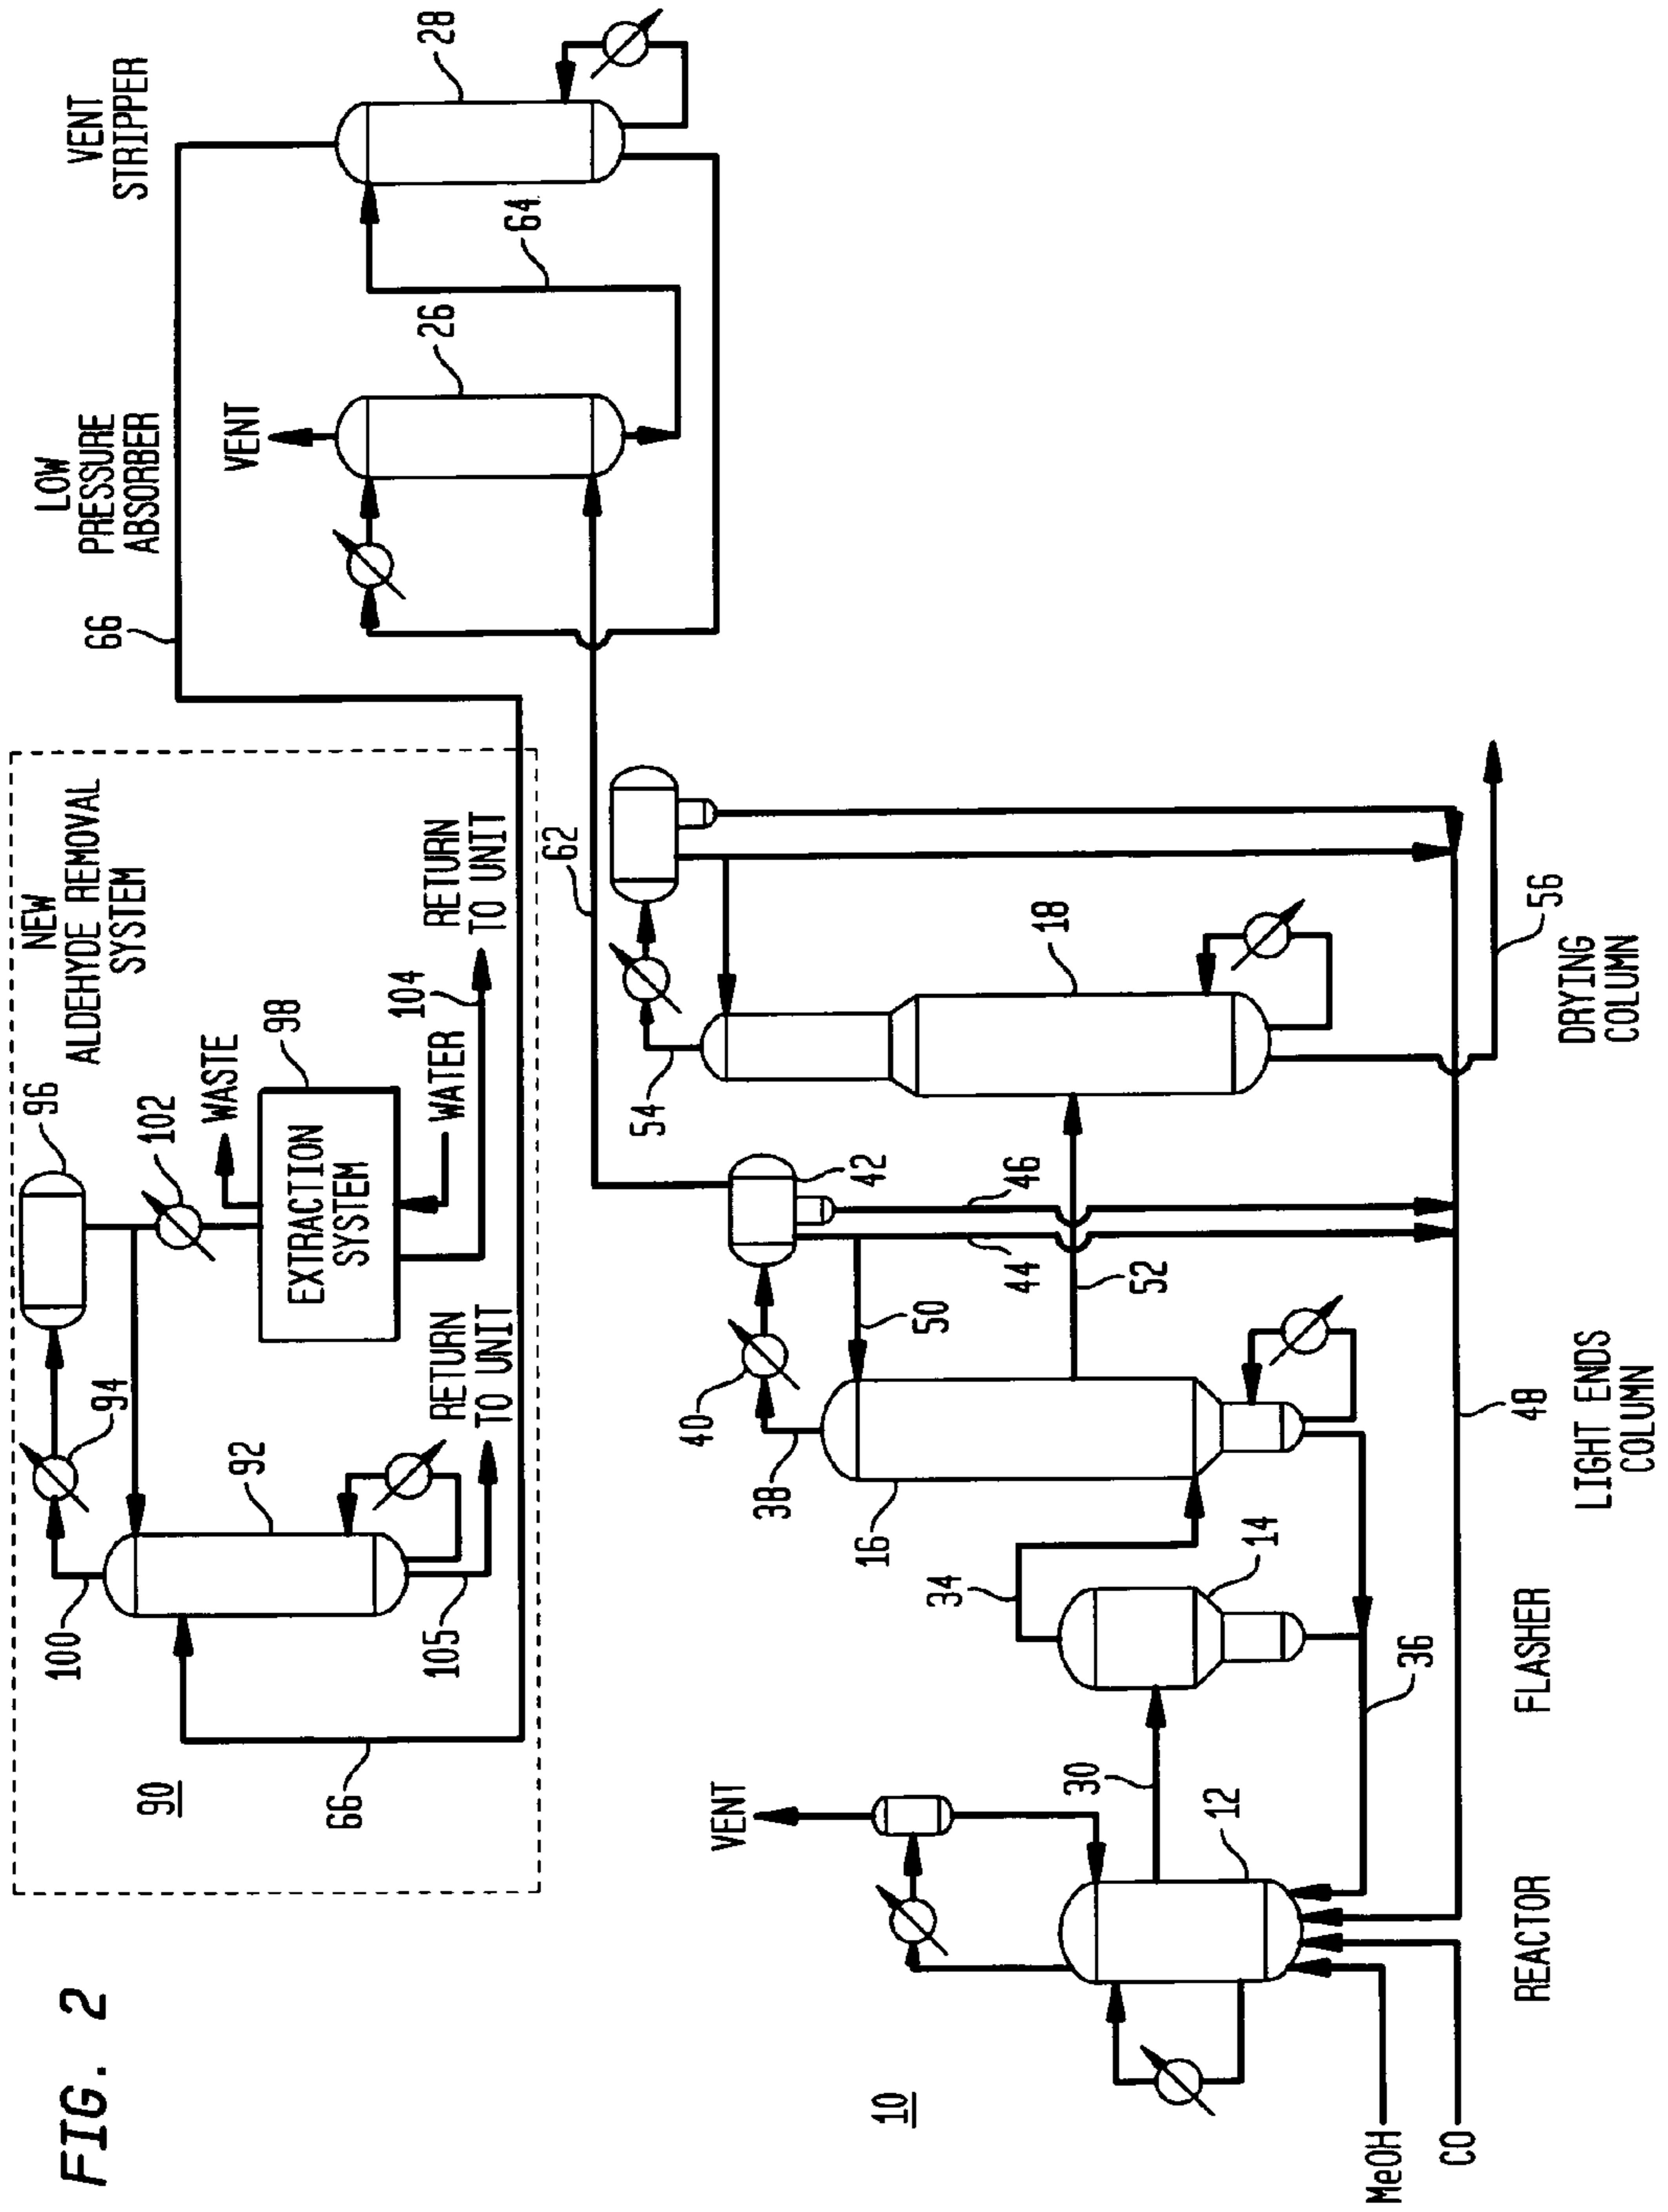 FIG. 2
NEW
ALDEHYDE REMOVAL
SYSTEM
90
66
100
94
92
105
RETURN
TO UNIT
96
102
WASTE
EXTRACTION
SYSTEM
98
WATER
104
RETURN
TO UNIT
66
LOW
PRESSURE
ABSORBER
VENT
26
64
VENT
STRIPPER
28
62
10
VENT
12
30
34
14
16
38
40
50
42
44
46
52
54
18
56
36
48
MeOH
CO
REACTOR
FLASHER
LIGHT ENDS
COLUMN
DRYING
COLUMN